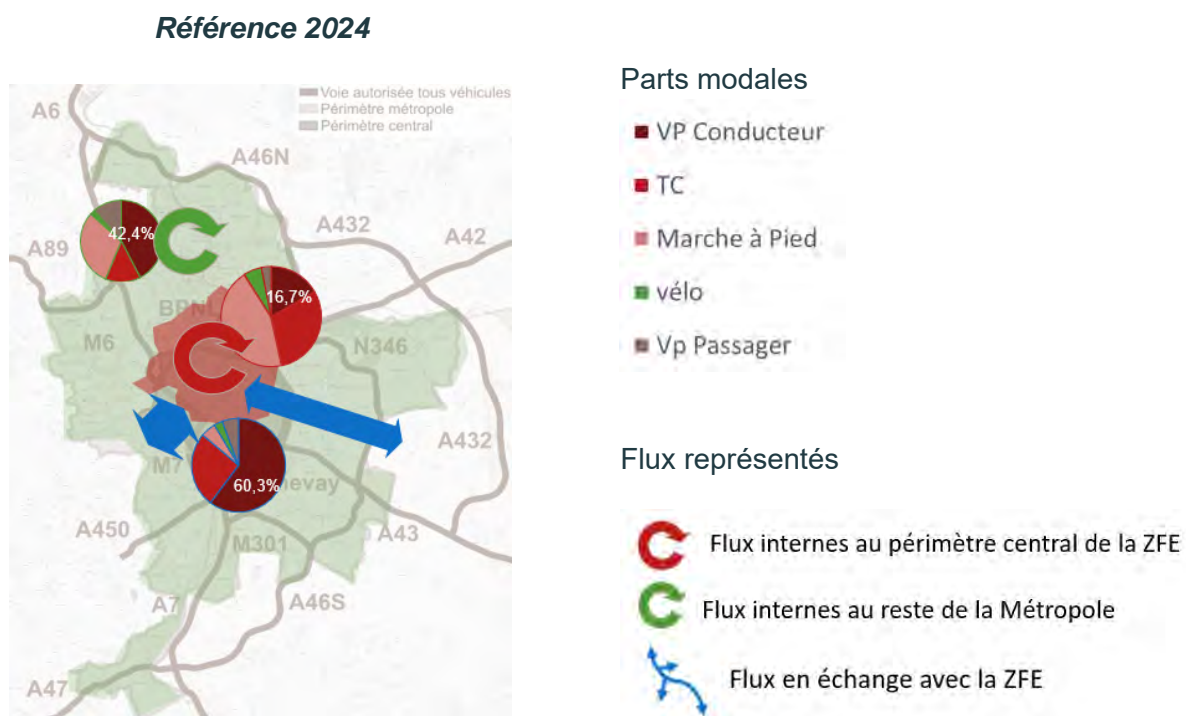 Référence 2024
Voie autorisée tous véhicules
Périmètre métropole
Périmètre central
A6
A46N
A432
A42
A89
42,4%
16,7%
M6
N346
A432
M7
60,3%
A450
M301
A43
A7
A46S
A47
Parts modales
VP Conducteur
TC
Marche à Pied
vélo
Vp Passager
Flux représentés
Flux internes au périmètre central de la ZFE
Flux internes au reste de la Métropole
Flux en échange avec la ZFE